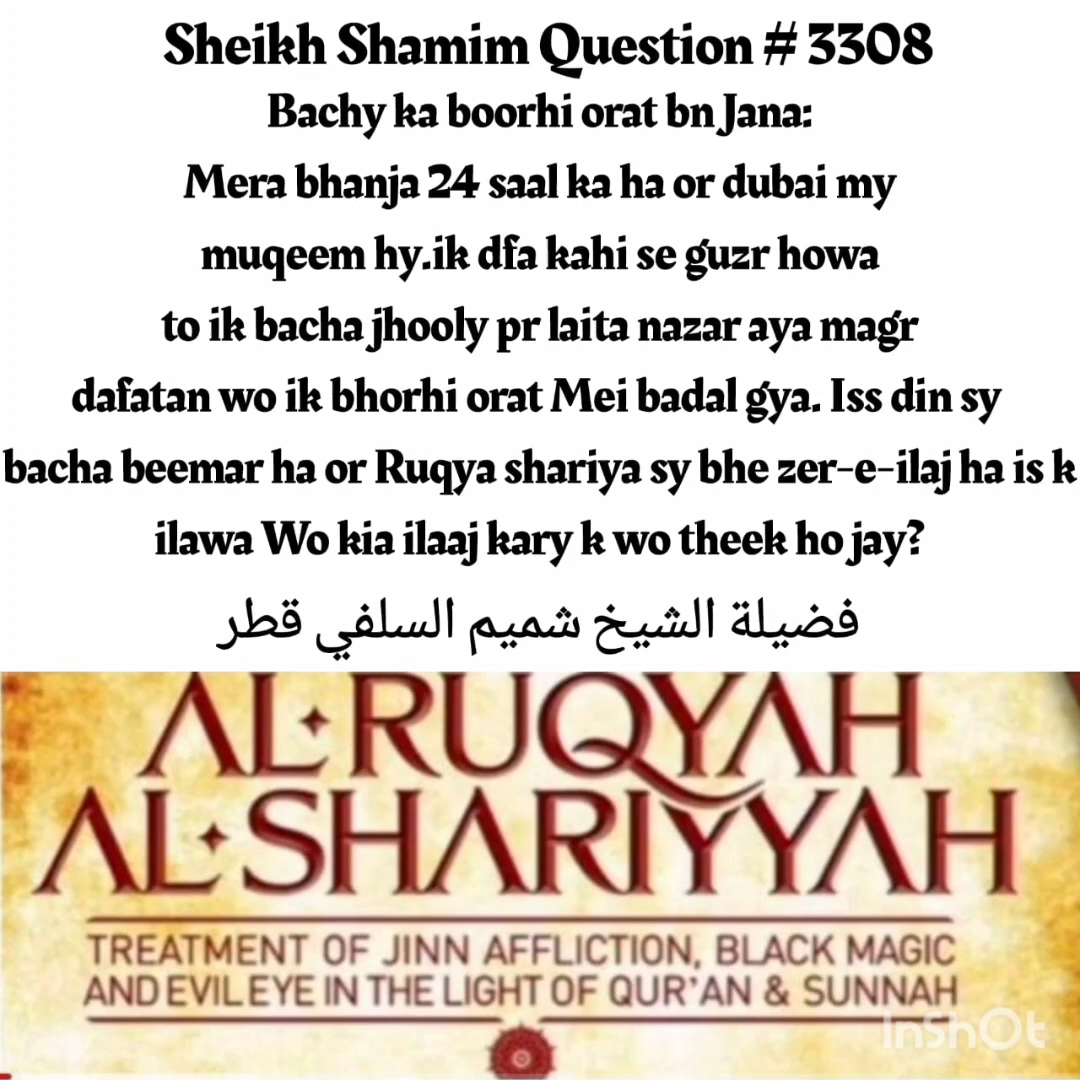 Sheikh Shamim Question # 3308
Bachy ka boorhi orat bn Jana:
Mera bhanja 24 saal ka ha or dubai my
muqeem hy.ik dfa kahi se guzr howa
to ik bacha jhooly pr laita nazar aya magr
dafatan wo ik bhorhi orat Mei badal gya. Iss din sy
bacha beemar ha or Ruqya shariya sy bhe zer-e-ilaj ha is k
ilawa Wo kia ilaaj kary k wo theek ho jay?
فضيلة الشيخ شميم السلفي قطر
AL·RUQYAH
AL·SHARIYYAH
TREATMENT OF JINN AFFLICTION, BLACK MAGIC
AND EVIL EYE IN THE LIGHT OF QUR'AN & SUNNAH
InShOt